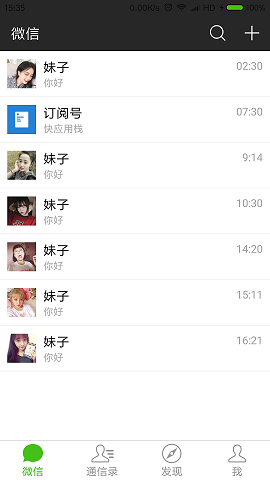 15:35 0.00K/s HD 100%
微信
妹子 02:30
你好
订阅号 07:30
快应用栈
妹子 9:14
你好
妹子 10:30
你好
妹子 14:20
你好
妹子 15:11
你好
妹子 16:21
你好
微信 通信录 发现 我